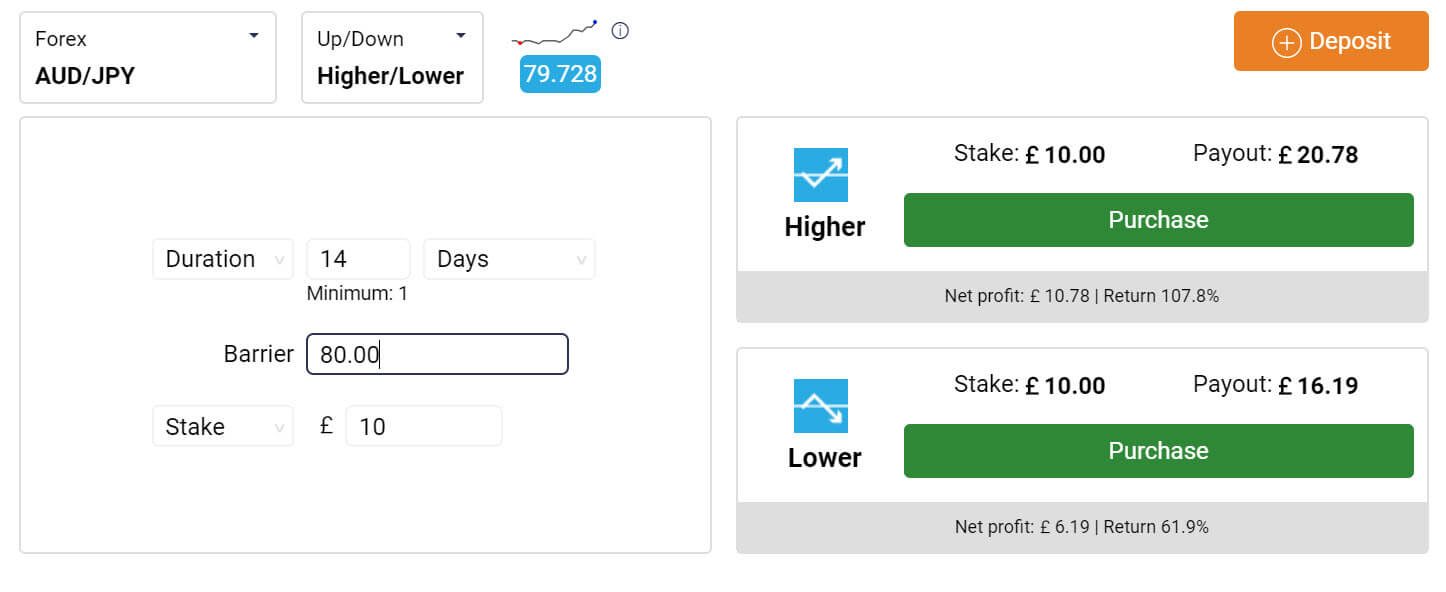 Forex
AUD/JPY
Up/Down
Higher/Lower
79.728
Deposit
Duration 14 Days
Minimum: 1
Barrier 80.00
Stake £ 10
Higher
Stake: £ 10.00 Payout: £ 20.78
Purchase
Net profit: £ 10.78 | Return 107.8%
Lower
Stake: £ 10.00 Payout: £ 16.19
Purchase
Net profit: £ 6.19 | Return 61.9%